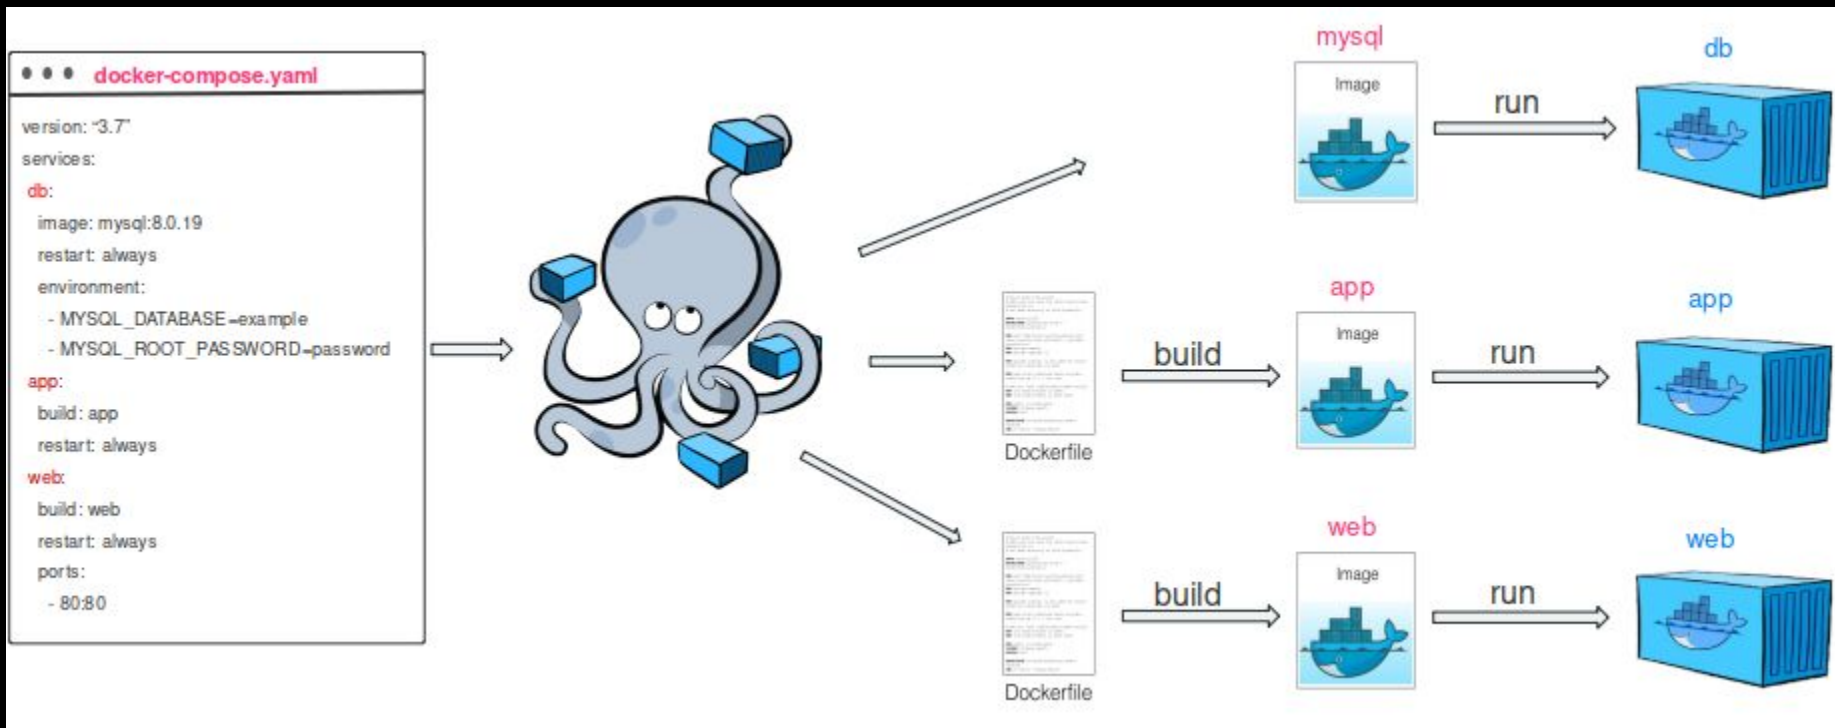 docker-compose.yaml
version: “3.7”
services:
db:
image: mysql:8.0.19
restart: always
environment:
- MYSQL_DATABASE=example
- MYSQL_ROOT_PASSWORD=password
app:
build: app
restart: always
web:
build: web
restart: always
ports:
- 80:80
mysql
Image
run
db
Dockerfile
build
app
Image
run
app
Dockerfile
build
web
Image
run
web